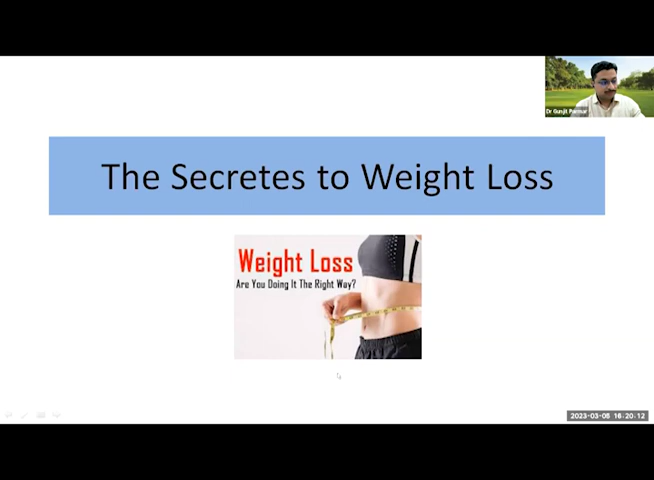 Dr Gunjit Parmar
The Secretes to Weight Loss
Weight Loss
Are You Doing It The Right Way?
2023-03-06 16:20:12